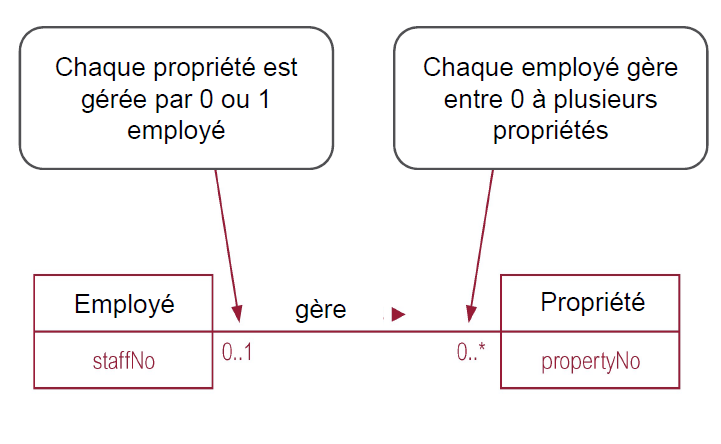 Chaque propriété est
gérée par 0 ou 1
employé
Chaque employé gère
entre 0 à plusieurs
propriétés
Employé
gère
Propriété
staffNo
0..1
0..*
propertyNo